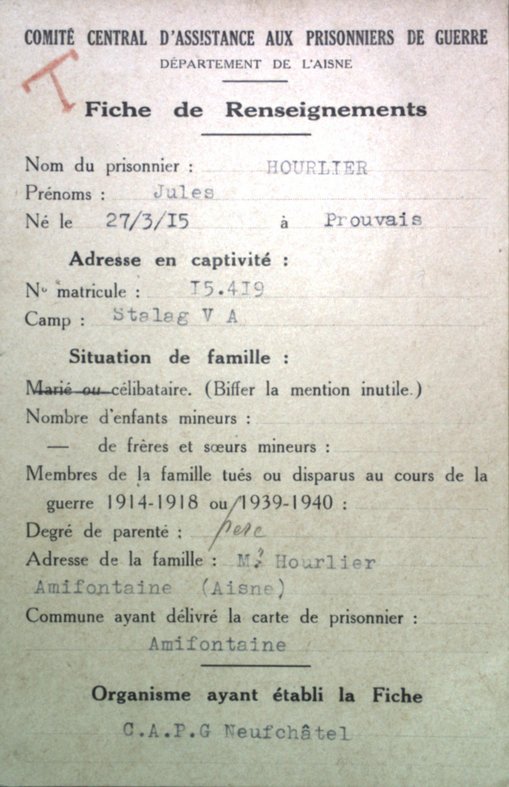 COMITÉ CENTRAL D'ASSISTANCE AUX PRISONNIERS DE GUERRE
DÉPARTEMENT DE L'AISNE
T
Fiche de Renseignements
Nom du prisonnier : HOURLIER
Prénoms : Jules
Né le 27/3/I5 à Prouvais
Adresse en captivité :
No matricule : I5.4I9
Camp : Stalag V A
Situation de famille :
Marié ou célibataire. (Biffer la mention inutile.)
Nombre d'enfants mineurs :
— de frères et sœurs mineurs :
Membres de la famille tués ou disparus au cours de la
guerre 1914-1918 ou 1939-1940 :
Degré de parenté : père
Adresse de la famille : M. Hourlier
Amifontaine (Aisne)
Commune ayant délivré la carte de prisonnier :
Amifontaine
Organisme ayant établi la Fiche
C.A.P.G Neufchâtel